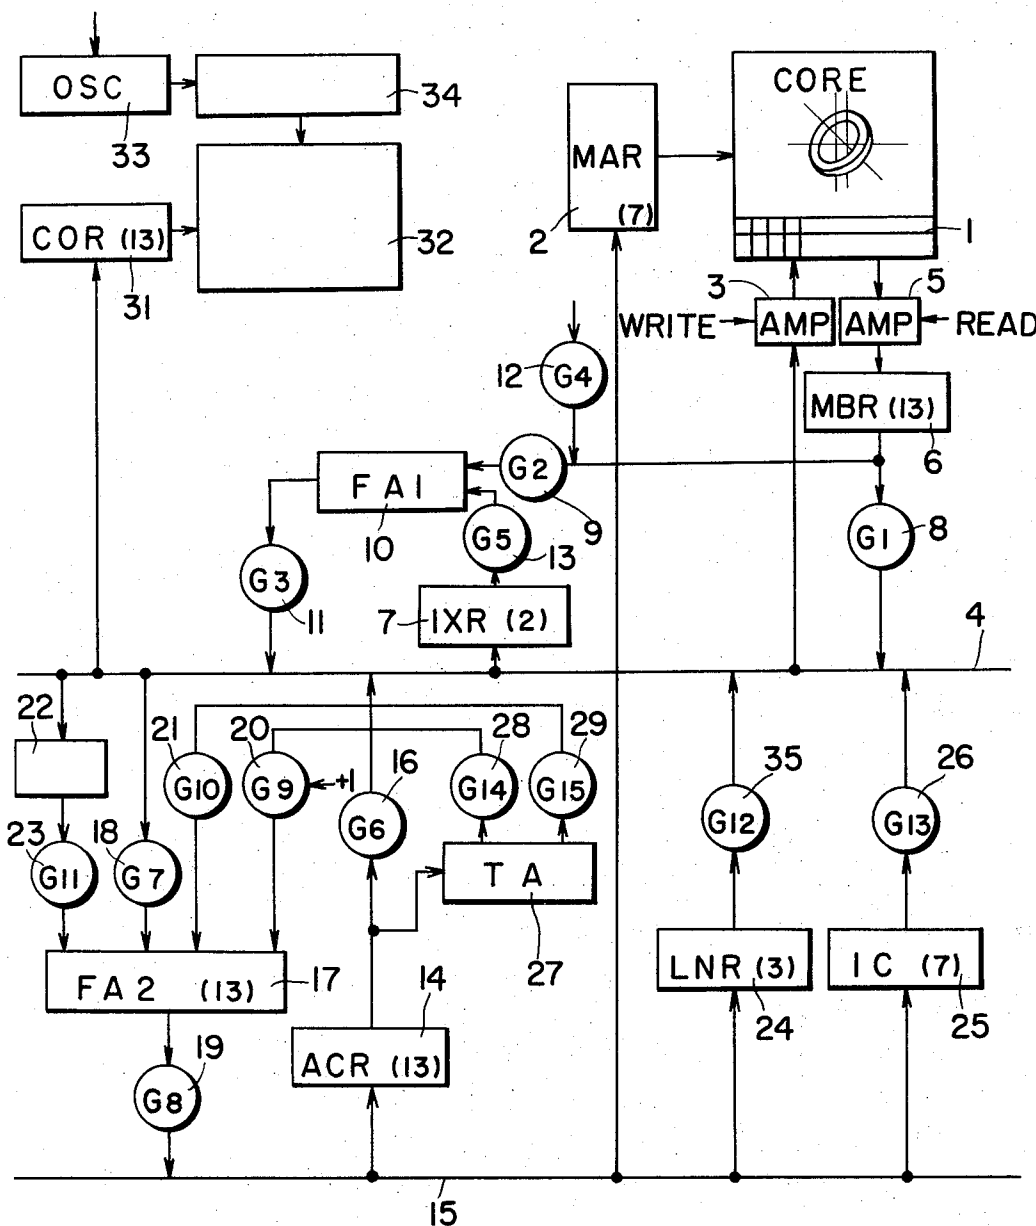 OSC
33
34
COR (13)
31
32
MAR
(7)
2
CORE
1
3
5
WRITE
AMP
AMP
READ
MBR (13)
6
12
G4
G2
9
FA1
10
G5
13
G1
8
G3
11
7
IXR (2)
4
22
21
20
16
28
29
35
26
G10
G9
+1
G14
G15
G6
G12
G13
23
G11
18
G7
TA
27
FA2 (13)
17
14
LNR (3)
24
IC (7)
25
ACR (13)
19
G8
15